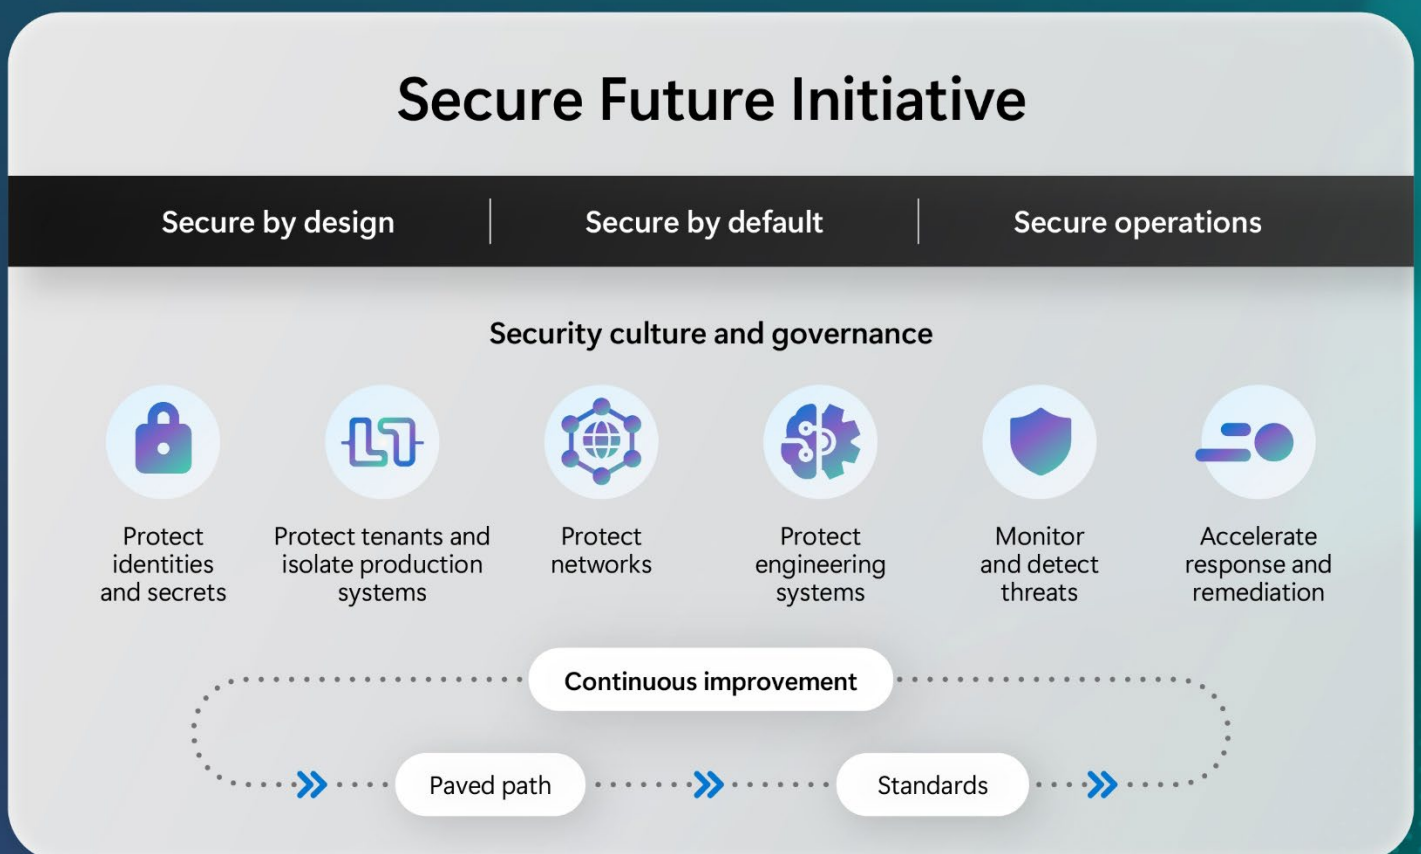 Secure Future Initiative
Secure by design
Secure by default
Secure operations
Security culture and governance
Protect
identities
and secrets
Protect tenants and
isolate production
systems
Protect
networks
Protect
engineering
systems
Monitor
and detect
threats
Accelerate
response and
remediation
Continuous improvement
Paved path
Standards